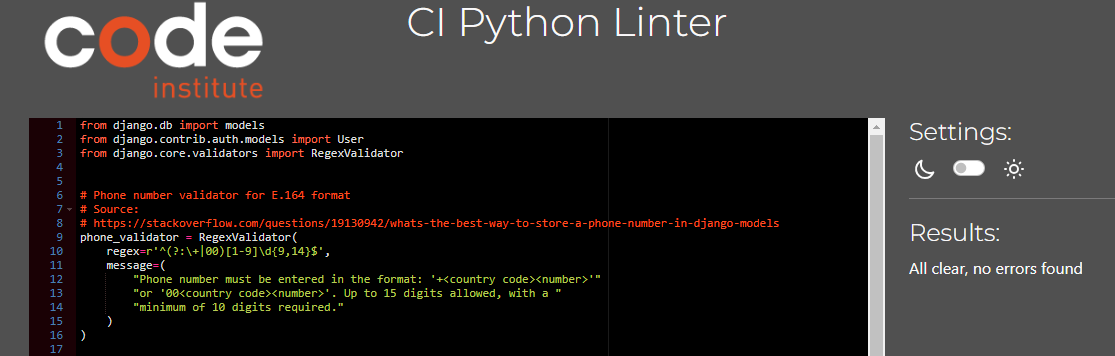 code
institute
CI Python Linter
1 from django.db import models
2 from django.contrib.auth.models import User
3 from django.core.validators import RegexValidator
4
5
6 # Phone number validator for E.164 format
7 # Source:
8 # https://stackoverflow.com/questions/19130942/whats-the-best-way-to-store-a-phone-number-in-django-models
9 phone_validator = RegexValidator(
10     regex=r'^(?:\+|00)[1-9]\d{9,14}$',
11     message=(
12         "Phone number must be entered in the format: '+<country code><number>'"
13         "or '00<country code><number>'. Up to 15 digits allowed, with a "
14         "minimum of 10 digits required."
15     )
16 )
17
Settings:
Results:
All clear, no errors found